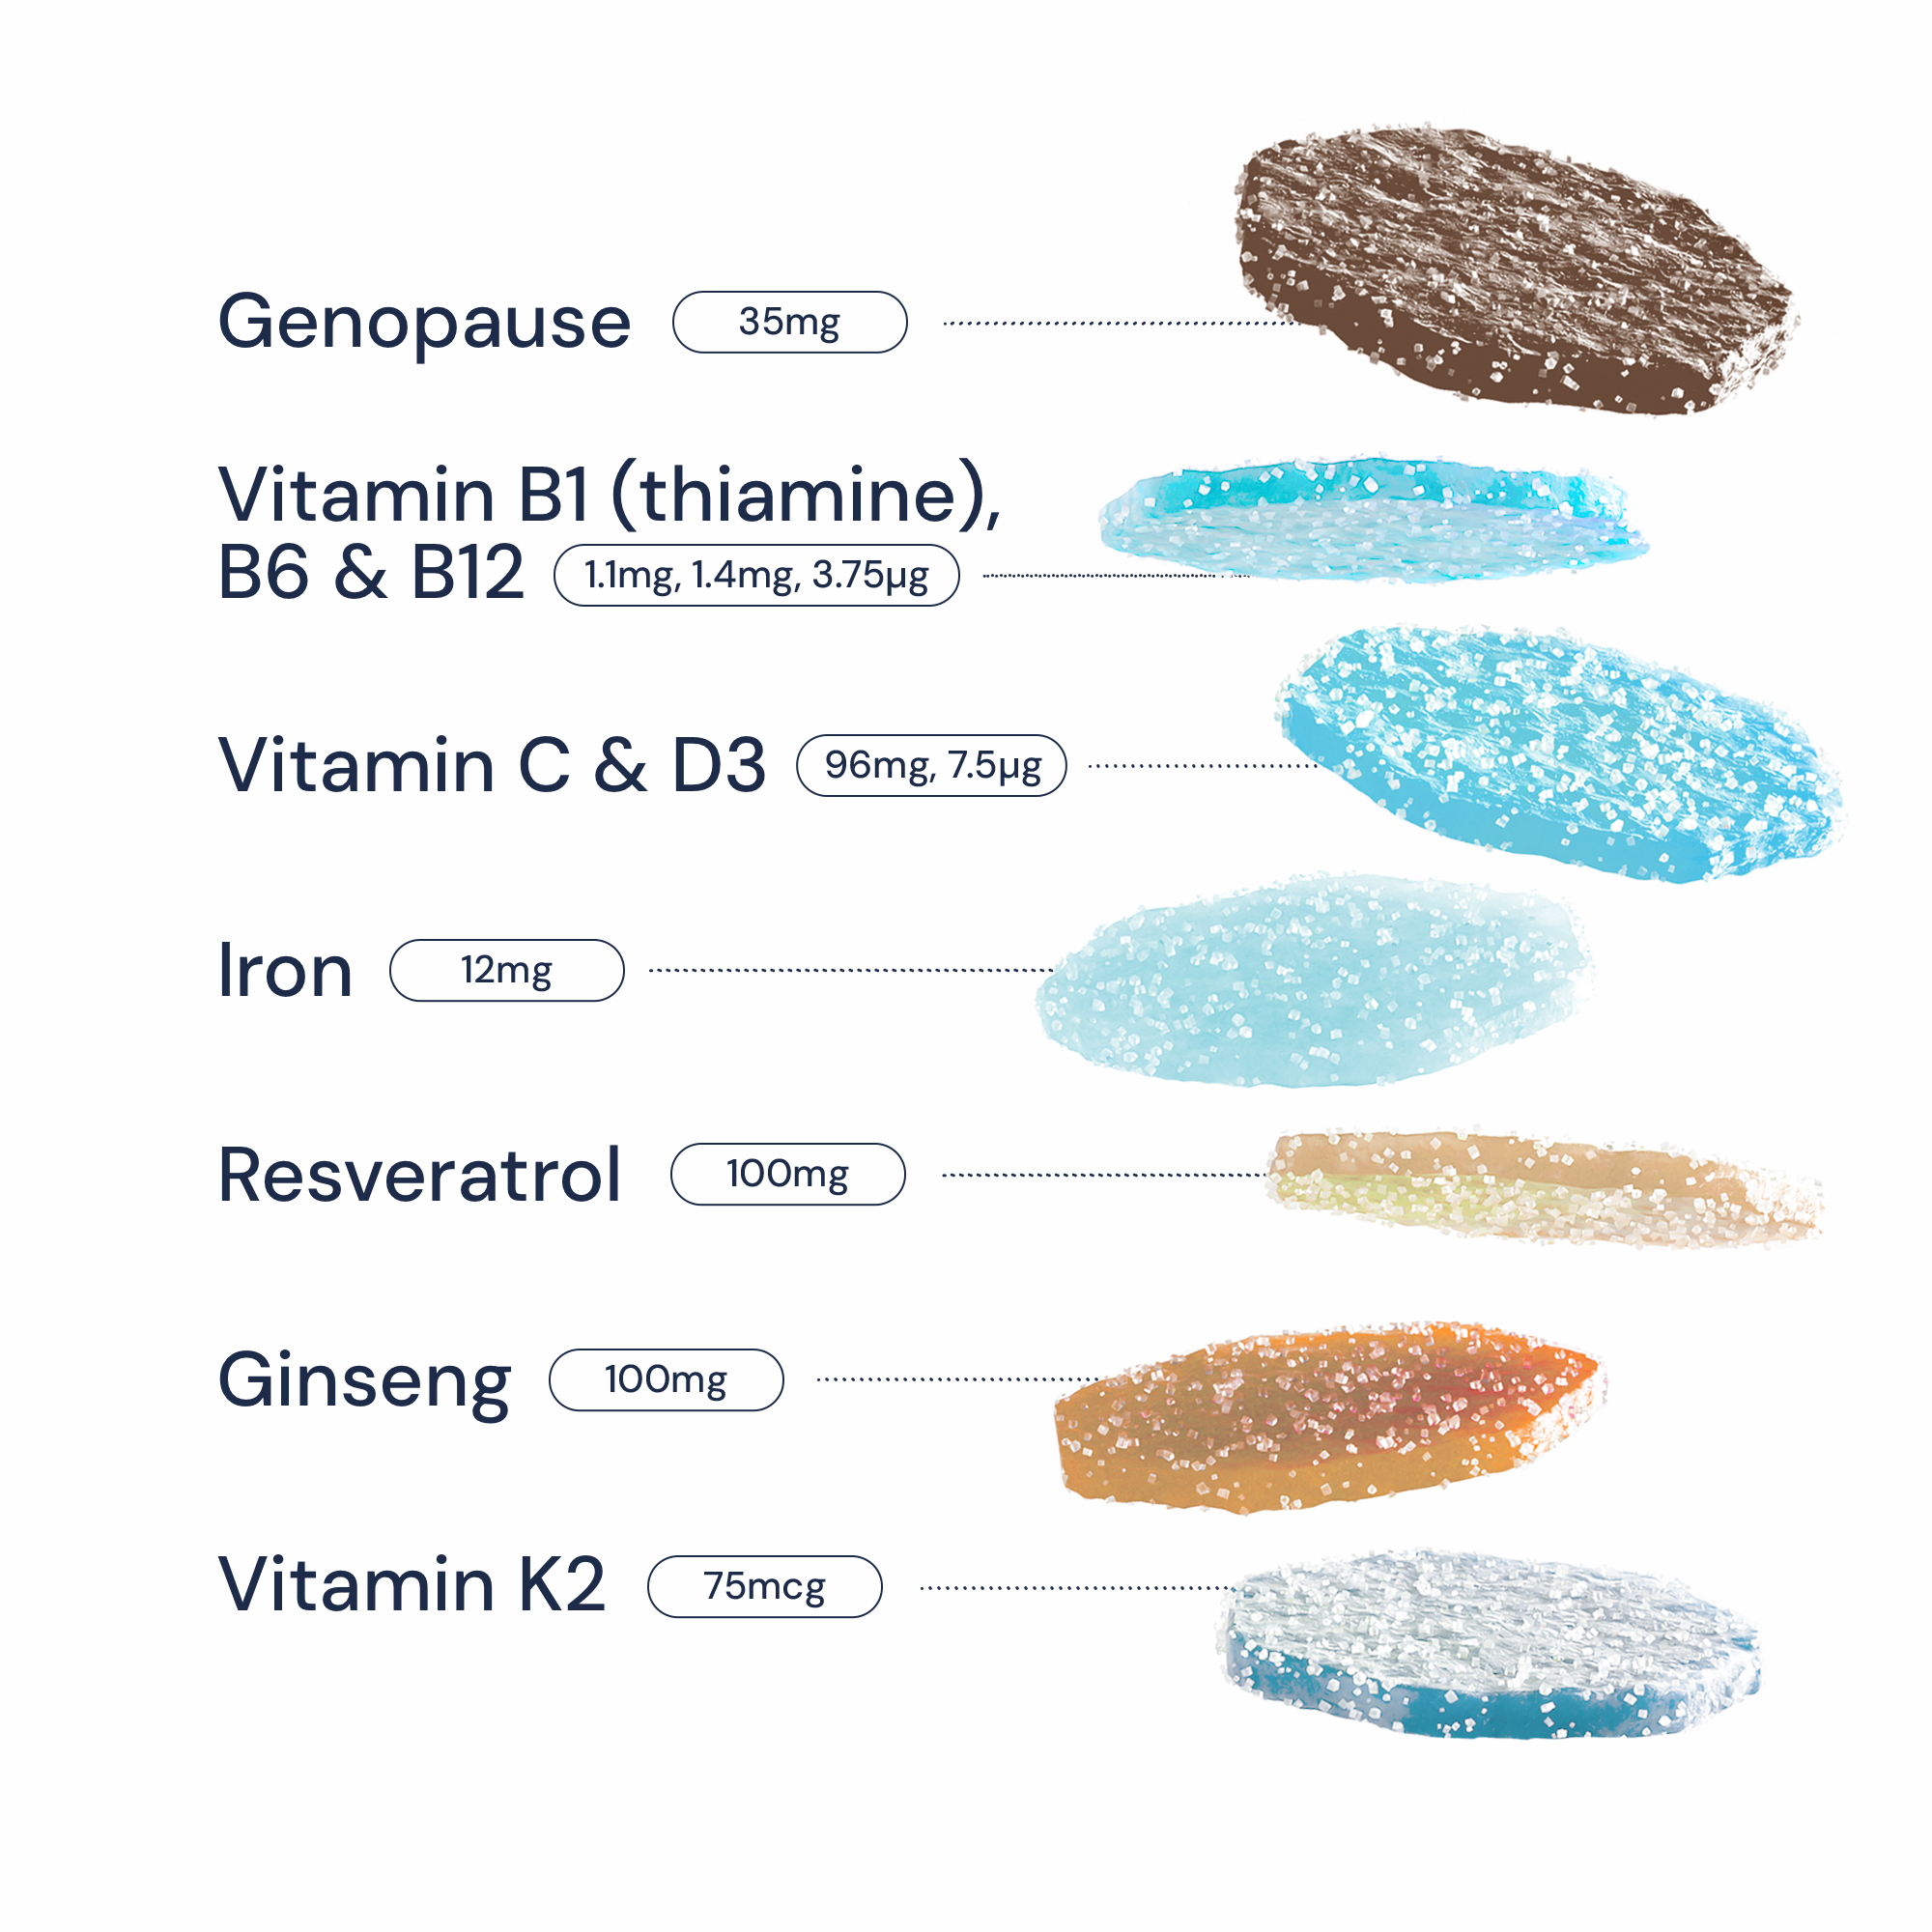 Genopause 35mg
Vitamin B1 (thiamine),
B6 & B12 1.1mg, 1.4mg, 3.75µg
Vitamin C & D3 96mg, 7.5µg
Iron 12mg
Resveratrol 100mg
Ginseng 100mg
Vitamin K2 75mcg